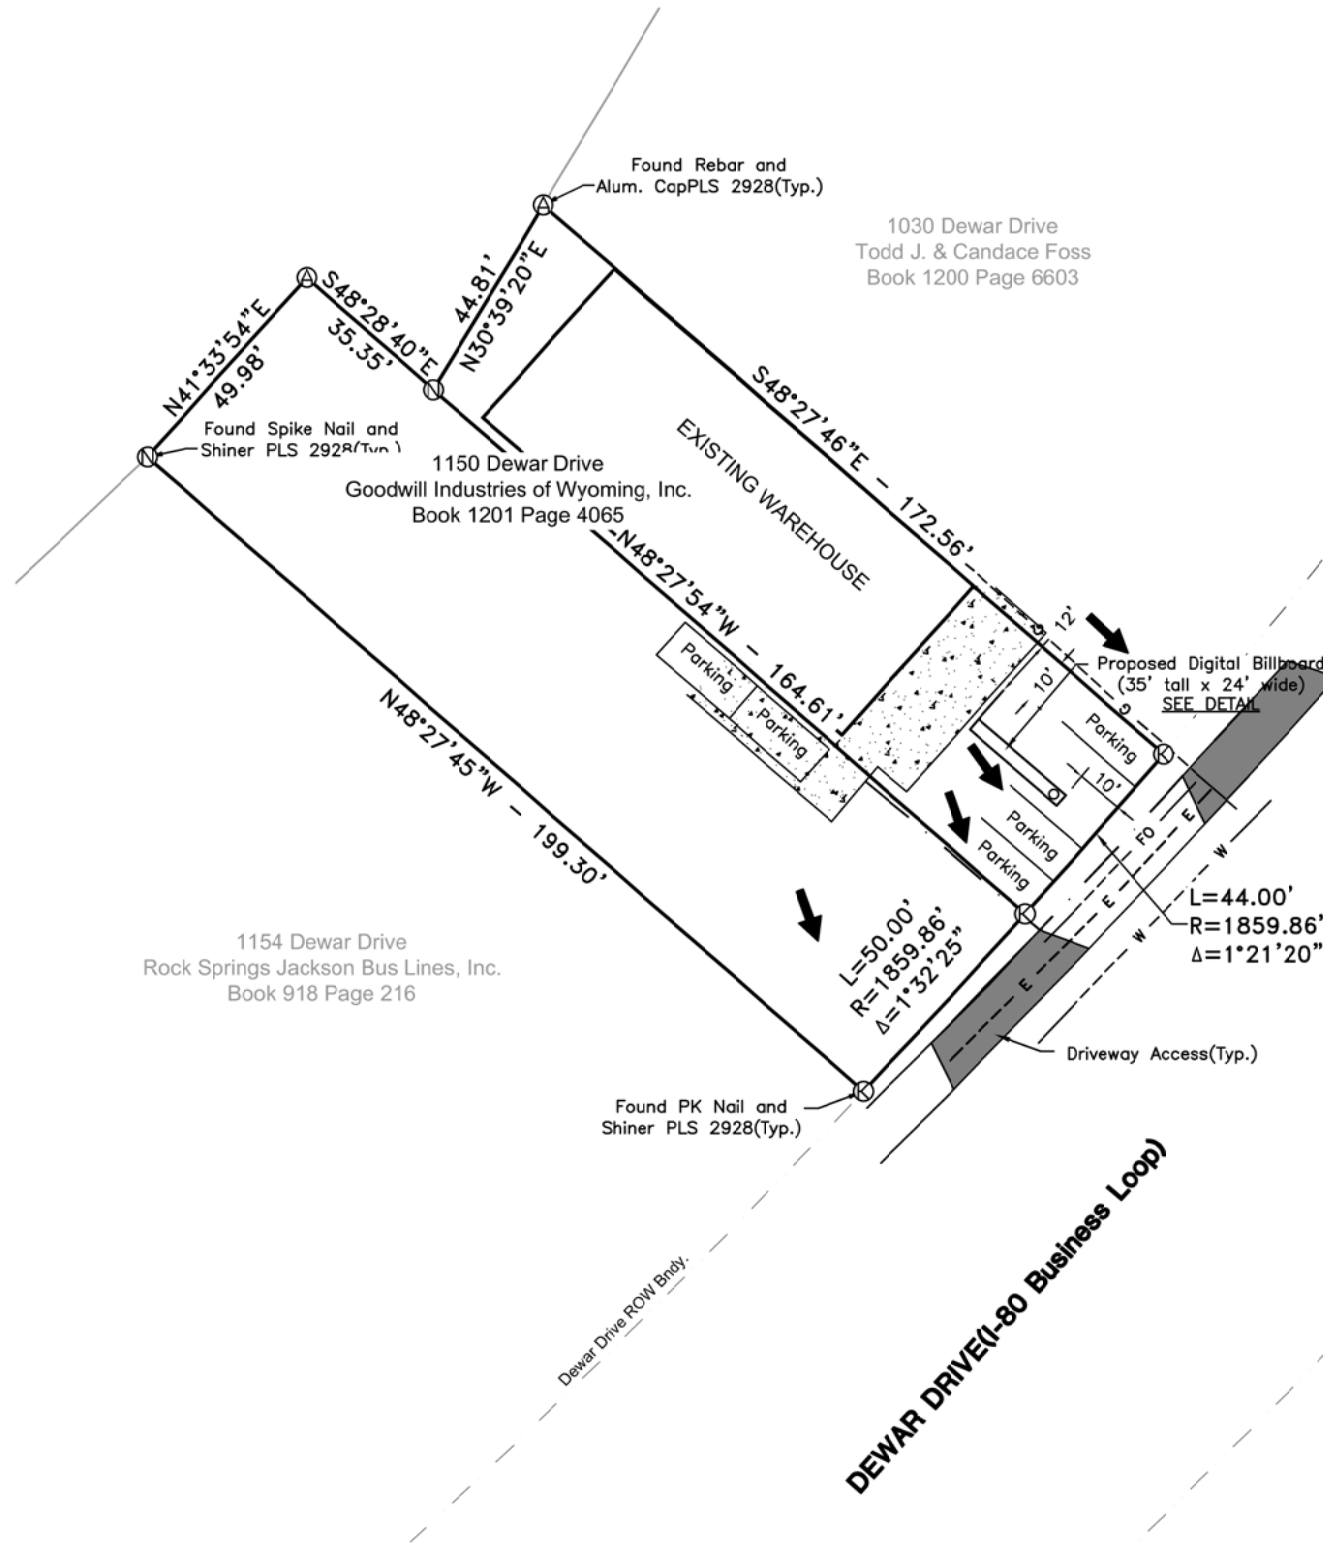 Found Rebar and
Alum. CapPLS 2928(Typ.)
1030 Dewar Drive
Todd J. & Candace Foss
Book 1200 Page 6603
44.81'
N30°39'20"E
S48°28'40"E
35.35'
N41°33'54"E
49.98'
Found Spike Nail and
Shiner PLS 2928(Typ.)
1150 Dewar Drive
Goodwill Industries of Wyoming, Inc.
Book 1201 Page 4065
S48°27'46"E – 172.56'
EXISTING WAREHOUSE
N48°27'54"W – 164.61'
N48°27'45"W – 199.30'
Parking
Parking
12'
10'
G
G
Proposed Digital Billboard
(35' tall x 24' wide)
SEE DETAIL
Parking
10'
Parking
Parking
FO
E
W
E
W
E
L=44.00'
R=1859.86'
Δ=1°21'20"
L=50.00'
R=1859.86'
Δ=1°32'25"
1154 Dewar Drive
Rock Springs Jackson Bus Lines, Inc.
Book 918 Page 216
Driveway Access(Typ.)
Found PK Nail and
Shiner PLS 2928(Typ.)
Dewar Drive ROW Bndy.
DEWAR DRIVE(I-80 Business Loop)
A
A
N
N
K
K
K